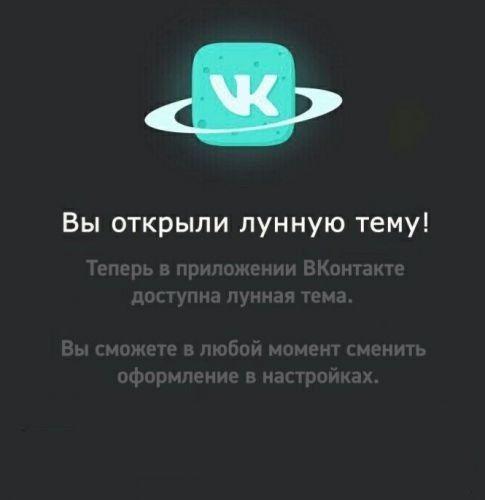 VK
Вы открыли лунную тему!
Теперь в приложении ВКонтакте
доступна лунная тема.
Вы сможете в любой момент сменить
оформление в настройках.